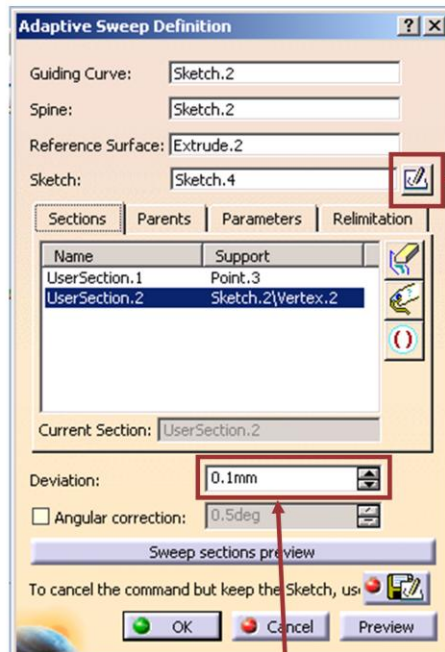 Adaptive Sweep Definition
Guiding Curve: Sketch.2
Spine: Sketch.2
Reference Surface: Extrude.2
Sketch: Sketch.4
Sections Parents Parameters Relimitation
Name Support
UserSection.1 Point.3
UserSection.2 Sketch.2\Vertex.2
Current Section: UserSection.2
Deviation: 0.1mm
Angular correction: 0.5deg
Sweep sections preview
To cancel the command but keep the Sketch, us
OK Cancel Preview